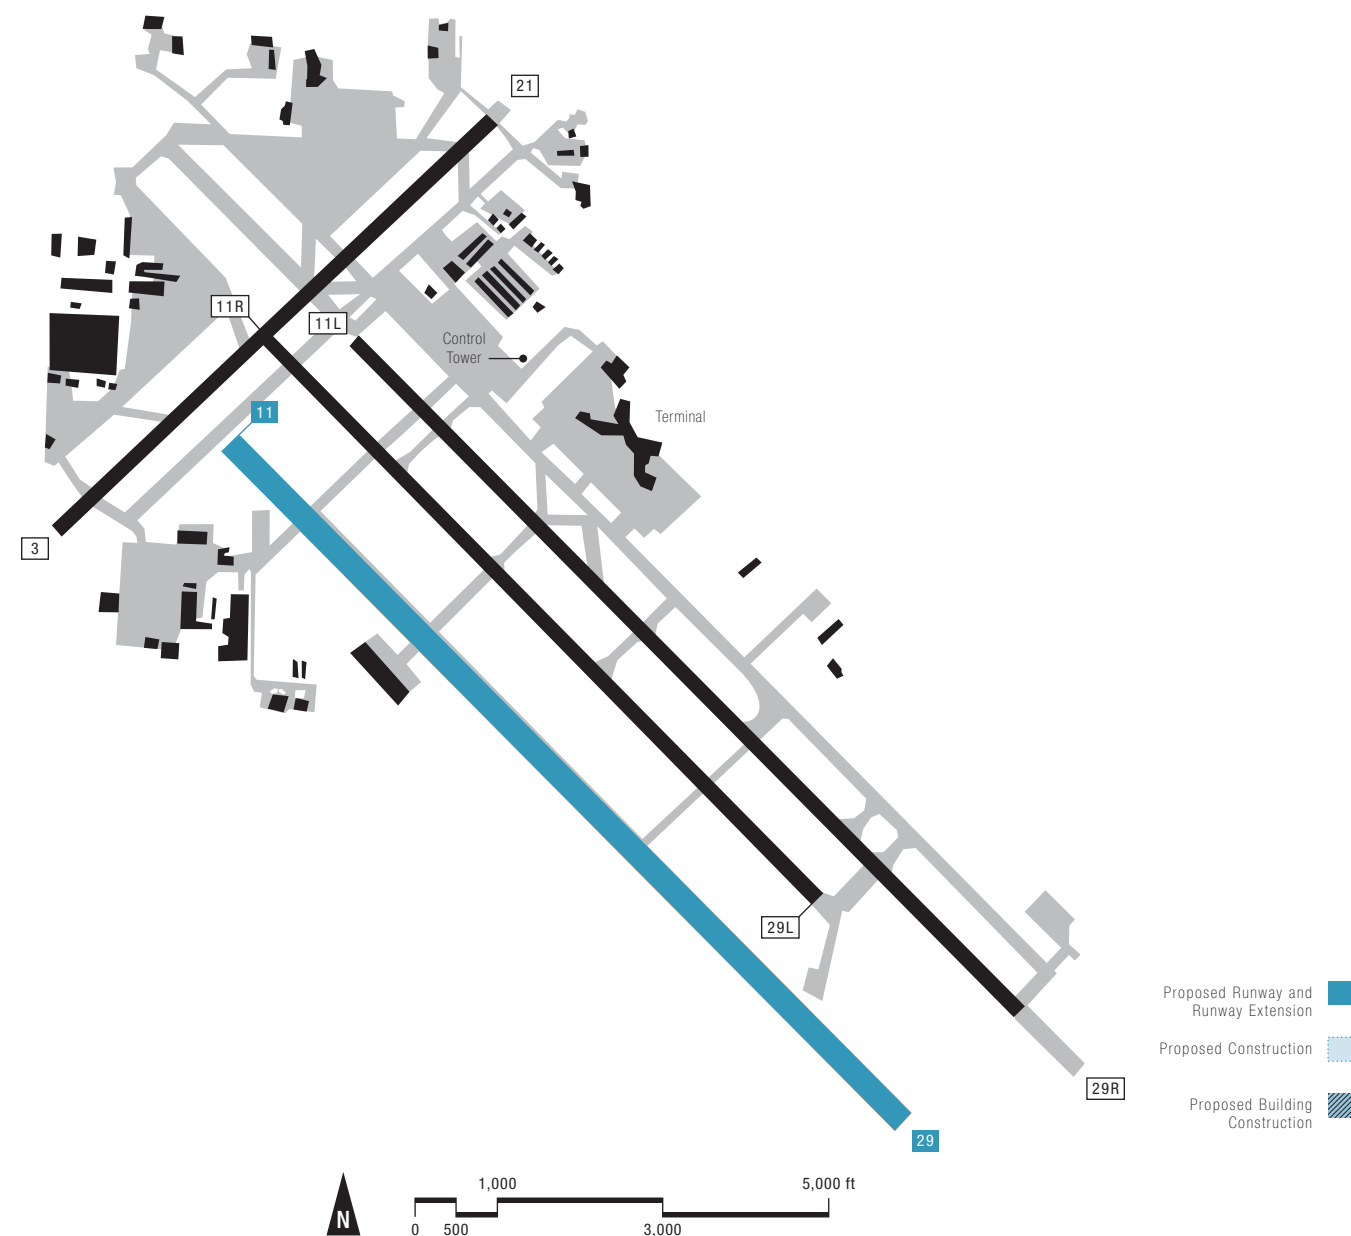 21
11R
11L
Control
Tower
11
Terminal
3
29L
Proposed Runway and
Runway Extension
Proposed Construction
29R
Proposed Building
Construction
29
1,000
5,000 ft
N
0
500
3,000